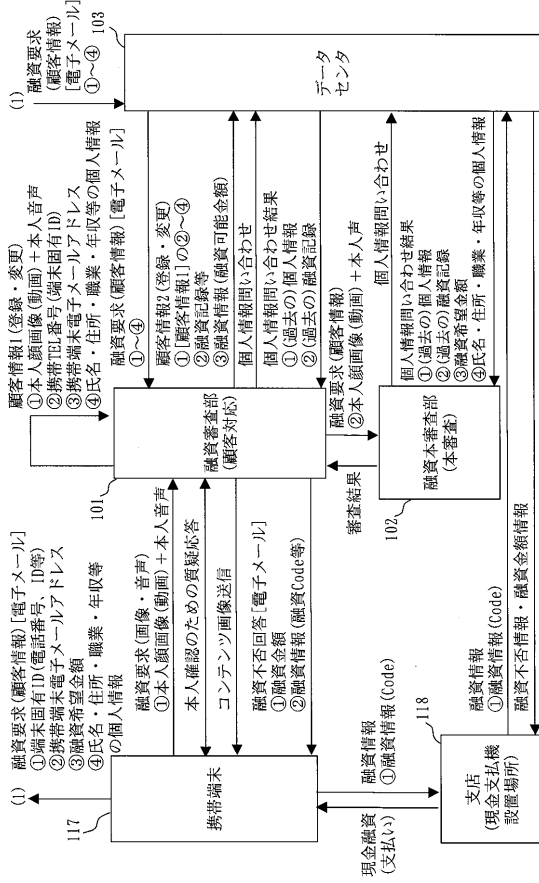 (1) 融資要求(顧客情報)[電子メール]
①端末固有ID(電話番号、ID等)
②携帯端末電子メールアドレス
③融資希望金額
④氏名・住所・職業・年収等
の個人情報
117
携帯端末
融資要求(画像・音声)
①本人顔画像(動画)+本人音声
本人確認のための質疑応答
コンテンツ画像送信
融資不否回答[電子メール]
①融資金額
②融資情報(融資Code等)
現金融資
(支払い)
融資情報
①融資情報(Code)
118
支店
(現金支払機
設置場所)
顧客情報1(登録・変更)
①本人顔画像(動画)+本人音声
②携帯TEL番号(端末固有ID)
③携帯端末電子メールアドレス
④氏名・住所・職業・年収等の個人情報
101
融資審査部
(顧客対応)
審査結果
融資要求(顧客情報)
②本人顔画像(動画)+本人声
102
融資本審査部
(本審査)
融資要求(顧客情報)[電子メール]
①~④
顧客情報2(登録・変更)
①[顧客情報1]の②~④
②融資記録等
③融資情報(融資可能金額)
個人情報問い合わせ
個人情報問い合わせ結果
①(過去の)個人情報
②(過去の)融資記録
個人情報問い合わせ
個人情報問い合わせ結果
①(過去の)個人情報
②(過去の)融資記録
③融資希望金額
④氏名・住所・職業・年収等の個人情報
融資情報
①融資情報(Code)
融資不否情報・融資金額情報
(1)
融資要求
(顧客情報)
[電子メール]
①~④
103
データ
センタ